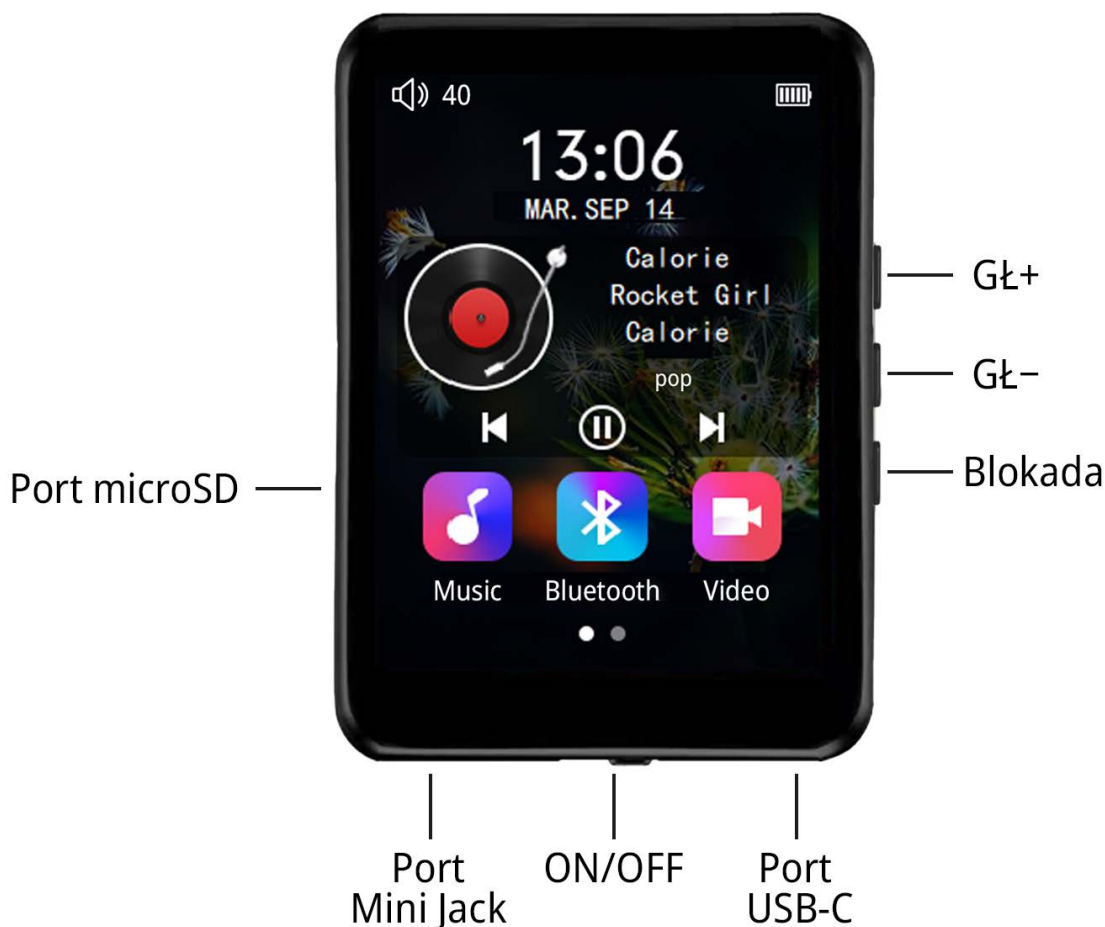 40
13:06
MAR. SEP 14
Calorie
Rocket Girl
Calorie
pop
Music Bluetooth Video
GŁ+
GŁ−
Blokada
Port microSD
Port
Mini Jack
ON/OFF
Port
USB-C